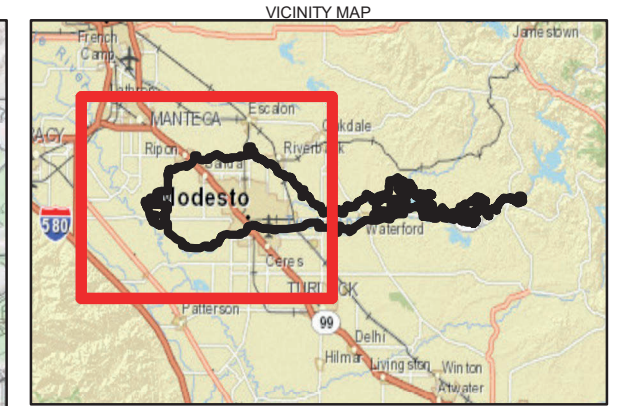 VICINITY MAP
French
Camp
Jamestown
Lathrop
Escalon
MANTECA
Oakdale
Ripon
Riverbank
Modesto
580
Waterford
Ceres
TURLOCK
Patterson
99
Delhi
Hilmar
Livingston
Winton
Atwater